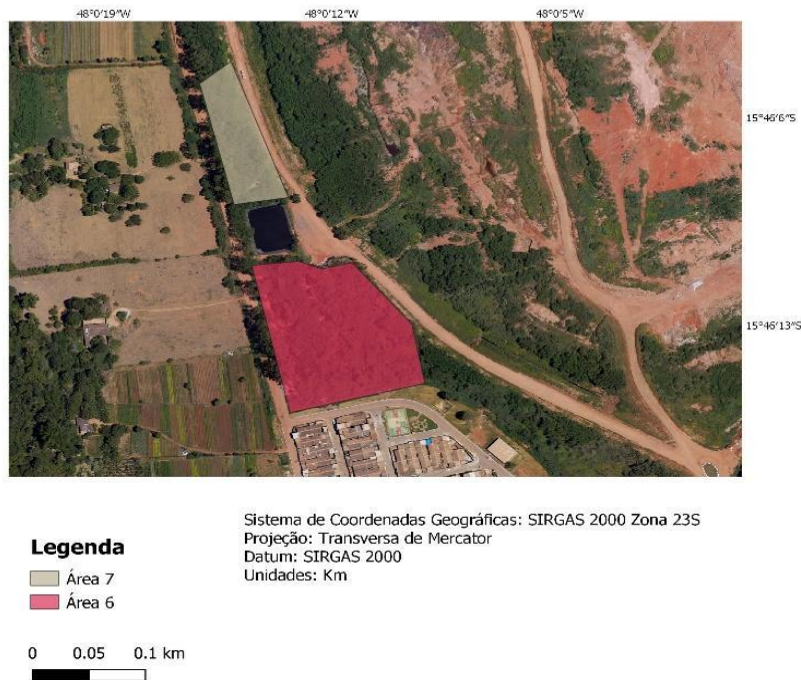 48°0′19″W 48°0′12″W 48°0′5″W
15°46′6″S
15°46′13″S
Legenda
Área 7
Área 6
0 0.05 0.1 km
Sistema de Coordenadas Geográficas: SIRGAS 2000 Zona 23S
Projeção: Transversa de Mercator
Datum: SIRGAS 2000
Unidades: Km